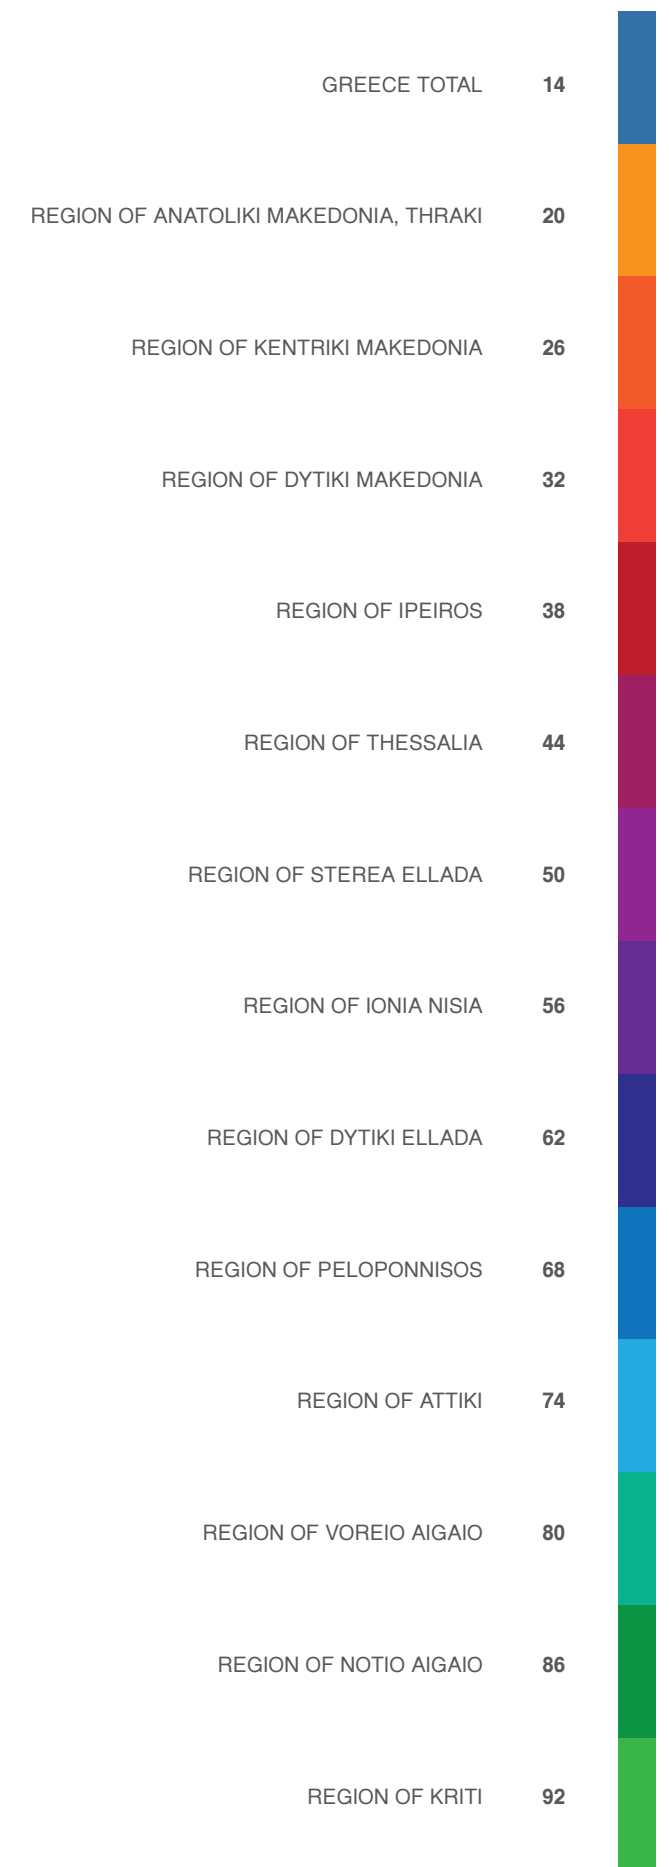 GREECE TOTAL 14
REGION OF ANATOLIKI MAKEDONIA, THRAKI 20
REGION OF KENTRIKI MAKEDONIA 26
REGION OF DYTIKI MAKEDONIA 32
REGION OF IPEIROS 38
REGION OF THESSALIA 44
REGION OF STEREA ELLADA 50
REGION OF IONIA NISIA 56
REGION OF DYTIKI ELLADA 62
REGION OF PELOPONNISOS 68
REGION OF ATTIKI 74
REGION OF VOREIO AIGAIO 80
REGION OF NOTIO AIGAIO 86
REGION OF KRITI 92